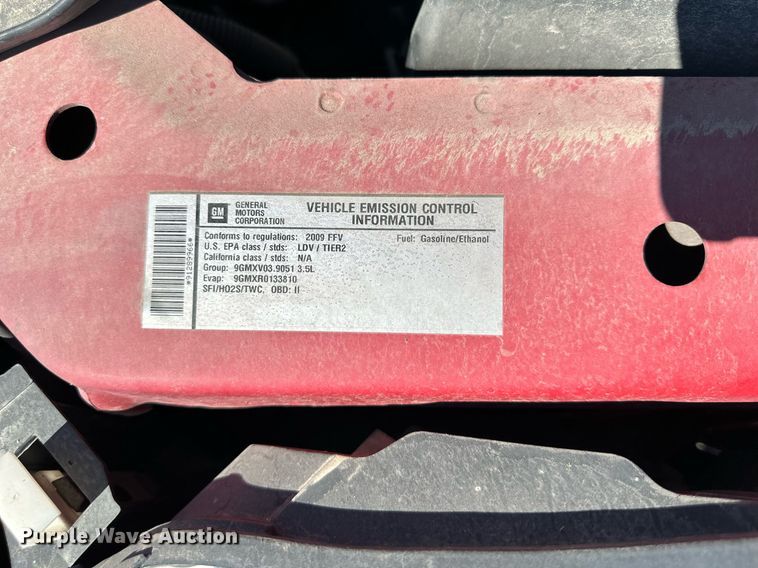 GM
GENERAL MOTORS CORPORATION
VEHICLE EMISSION CONTROL INFORMATION
Conforms to regulations: 2009 FFV Fuel: Gasoline/Ethanol
U.S. EPA class / stds: LDV / TIER2
California class / stds: N/A
Group: 9GMXV03.9051 3.5L
Evap: 9GMXR0133810
SFI/HO2S/TWC, OBD: II
*91289966*
Purple Wave Auction